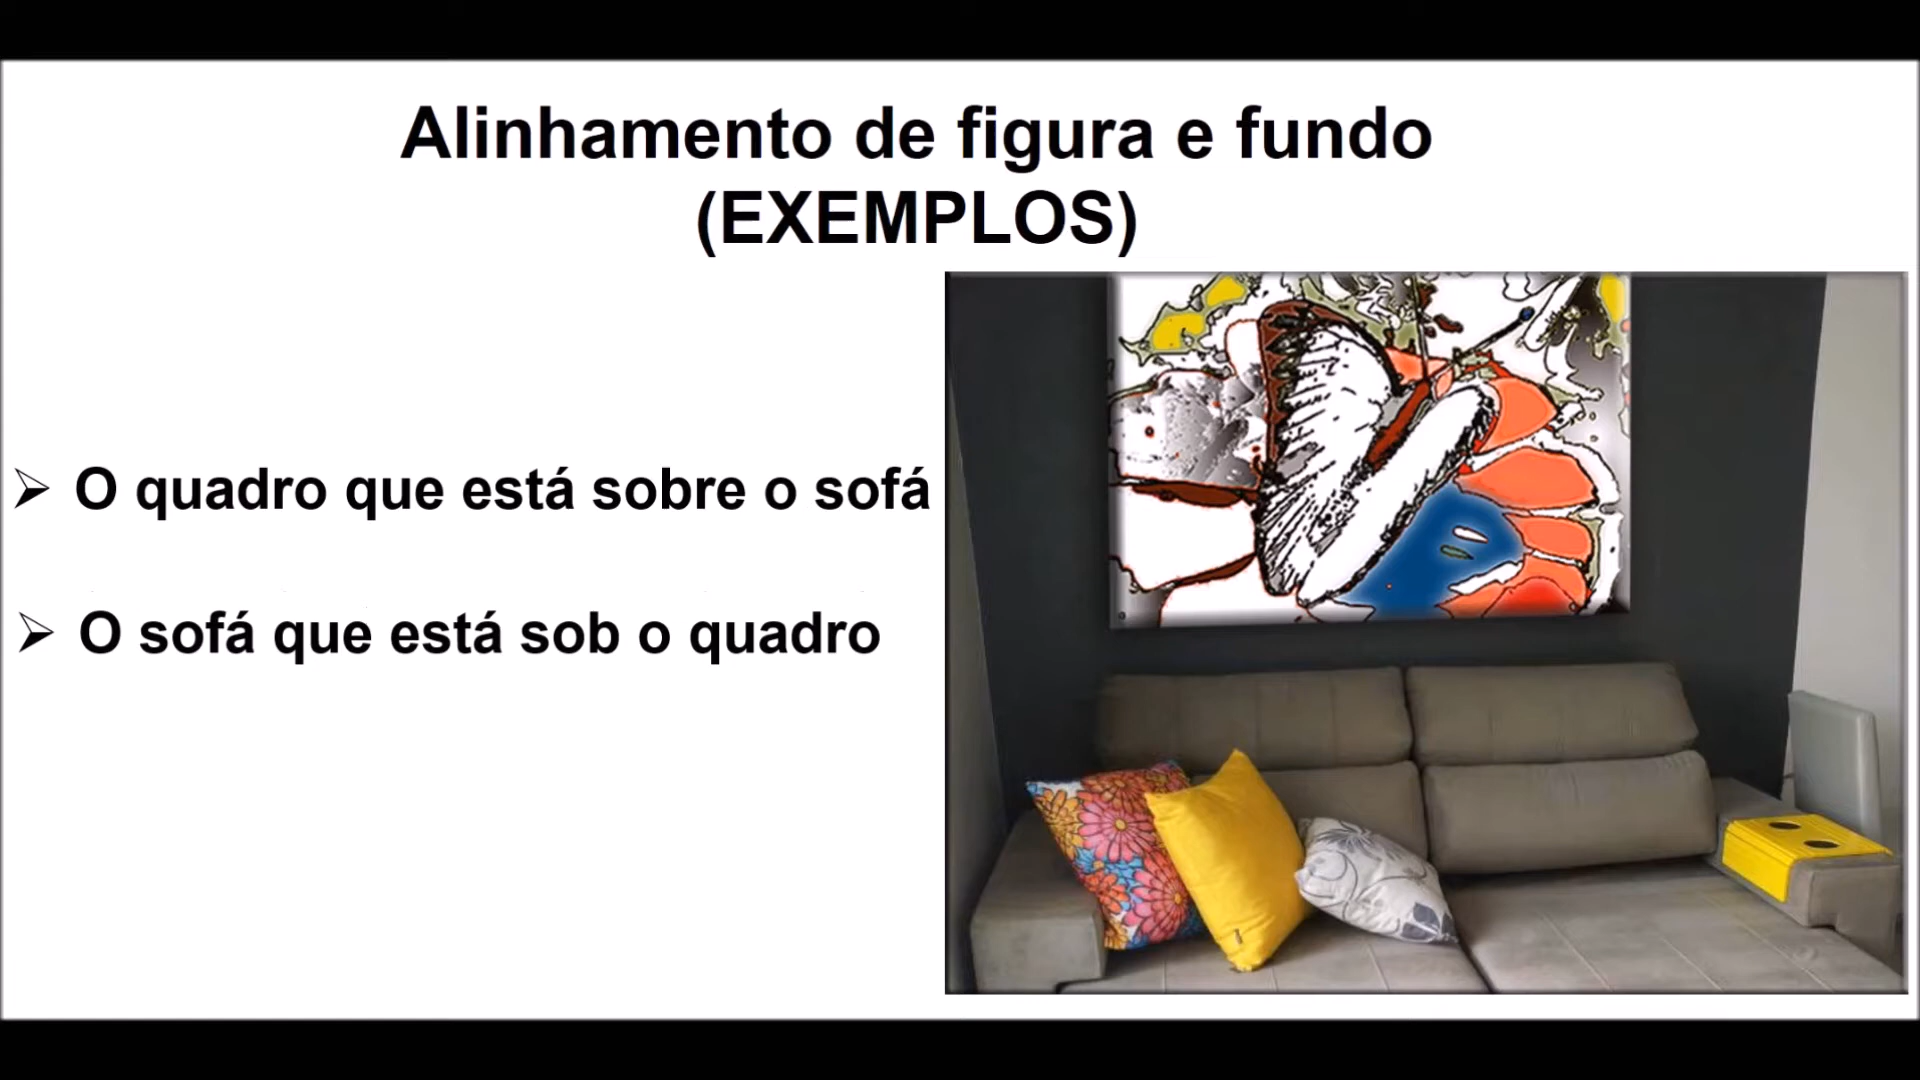 Alinhamento de figura e fundo
(EXEMPLOS)
➢ O quadro que está sobre o sofá
➢ O sofá que está sob o quadro